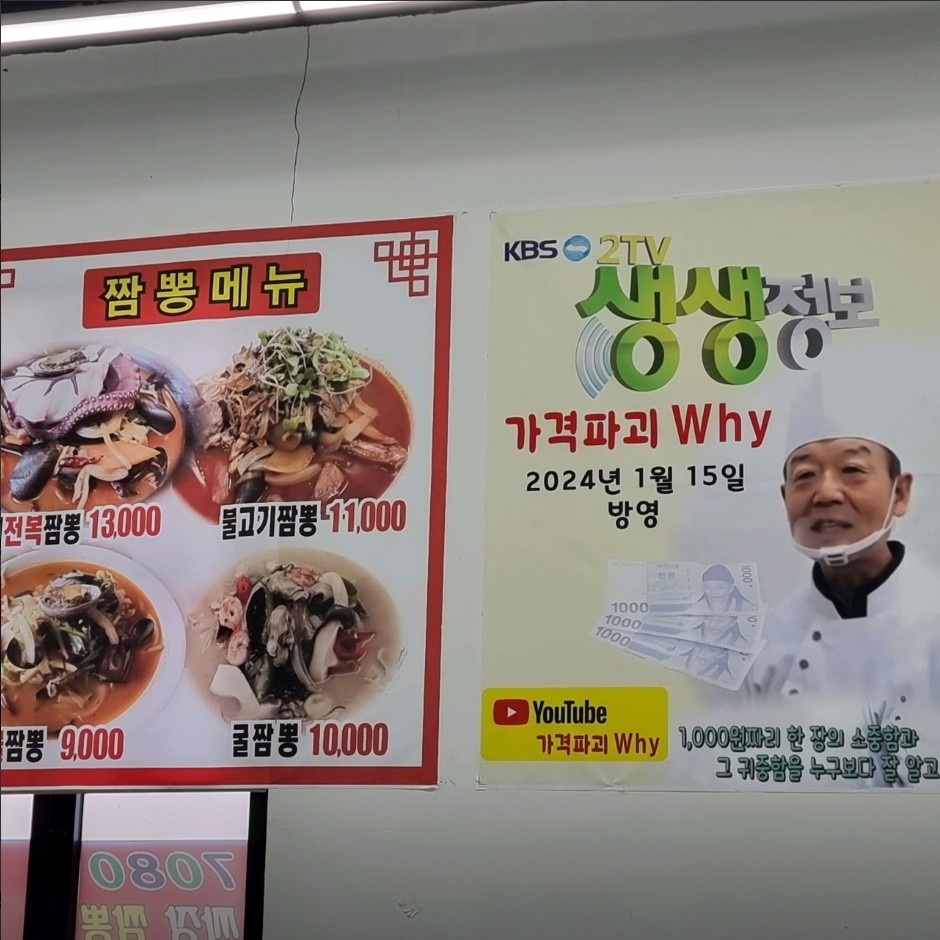 짬뽕메뉴
전복짬뽕 13,000
불고기짬뽕 11,000
짬뽕 9,000
굴짬뽕 10,000
KBS 2TV
생생정보
가격파괴 Why
2024년 1월 15일
방영
1000
1000
1000
YouTube
가격파괴 Why
1,000원짜리 한 장의 소중함과
그 귀중함을 누구보다 잘 알고
7080
짜장 짬뽕